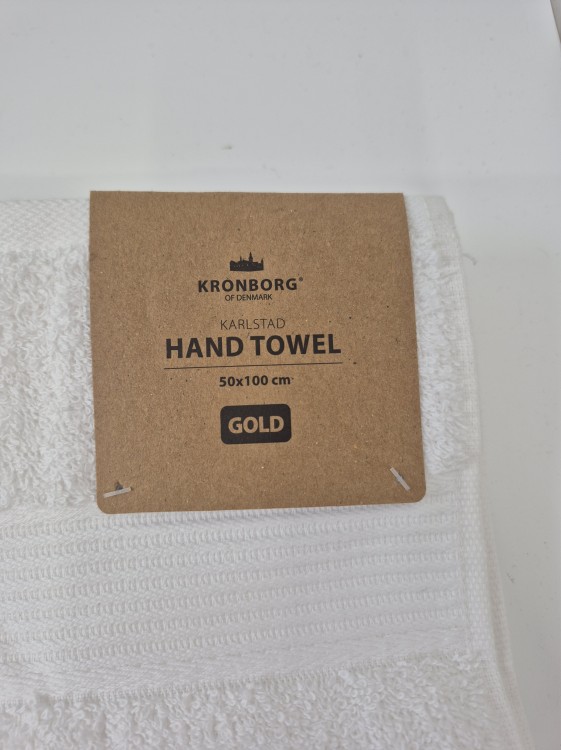 KRONBORG®
OF DENMARK
KARLSTAD
HAND TOWEL
50x100 cm
GOLD